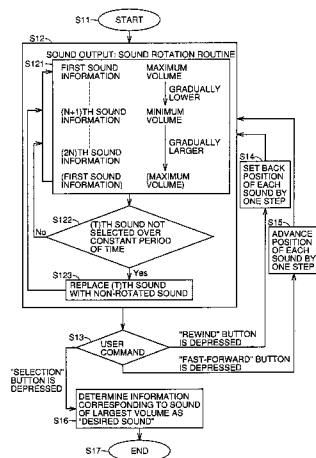 S11
START
S12
SOUND OUTPUT: SOUND ROTATION ROUTINE
S121
FIRST SOUND INFORMATION
MAXIMUM VOLUME
GRADUALLY LOWER
(N+1)TH SOUND INFORMATION
MINIMUM VOLUME
GRADUALLY LARGER
(2N)TH SOUND INFORMATION
(FIRST SOUND INFORMATION)
(MAXIMUM VOLUME)
S122
(T)TH SOUND NOT
SELECTED OVER
CONSTANT PERIOD
OF TIME
No
Yes
S123
REPLACE (T)TH SOUND
WITH NON-ROTATED SOUND
S14
SET BACK
POSITION
OF EACH
SOUND BY
ONE STEP
S15
ADVANCE
POSITION
OF EACH
SOUND BY
ONE STEP
S13
USER
COMMAND
"REWIND" BUTTON
IS DEPRESSED
"FAST-FORWARD" BUTTON
IS DEPRESSED
"SELECTION"
BUTTON IS
DEPRESSED
DETERMINE INFORMATION
CORRESPONDING TO SOUND
OF LARGEST VOLUME AS
"DESIRED SOUND"
S16
S17
END